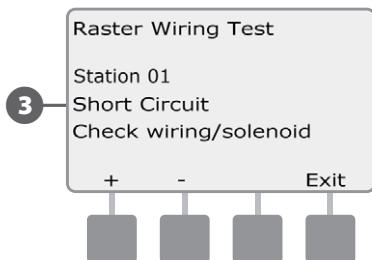 Raster Wiring Test
Station 01
3
Short Circuit
Check wiring/solenoid
+ - Exit